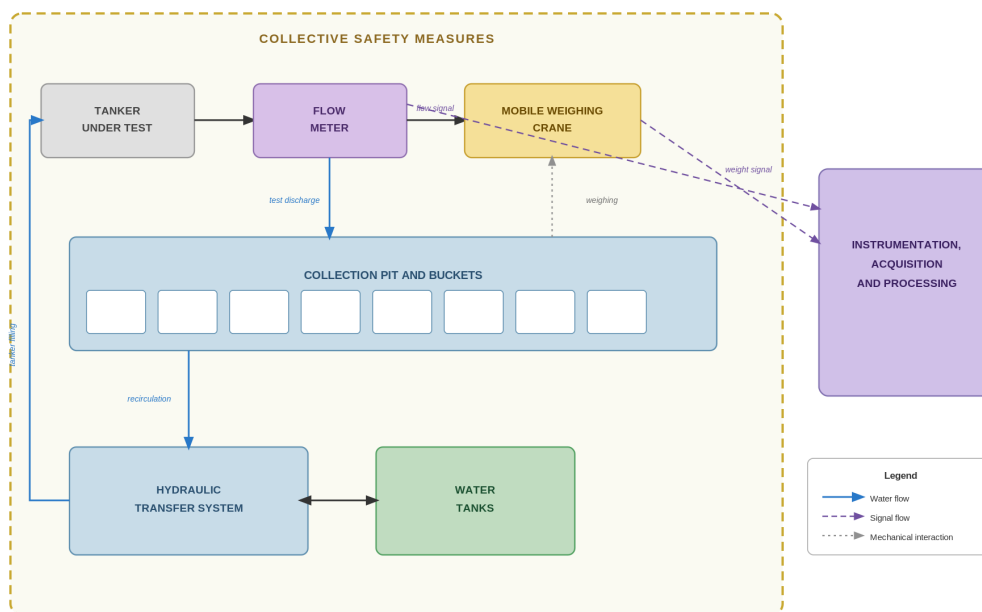 COLLECTIVE SAFETY MEASURES
TANKER
UNDER TEST
FLOW
METER
flow signal
MOBILE WEIGHING
CRANE
weight signal
test discharge
weighing
INSTRUMENTATION,
ACQUISITION
AND PROCESSING
COLLECTION PIT AND BUCKETS
tanker filling
recirculation
HYDRAULIC
TRANSFER SYSTEM
WATER
TANKS
Legend
Water flow
Signal flow
Mechanical interaction